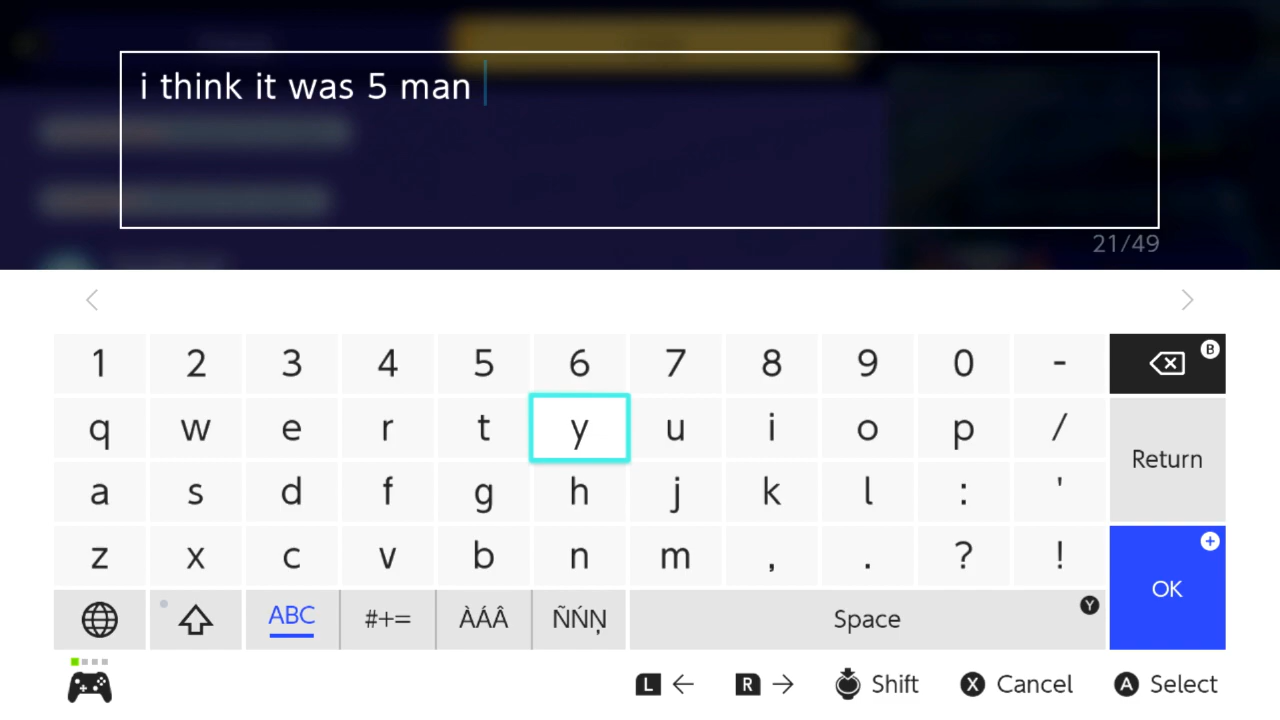 i think it was 5 man
21/49
1 2 3 4 5 6 7 8 9 0 - B
q w e r t y u i o p / Return
a s d f g h j k l : '
z x c v b n m , . ? ! + OK
ABC #+= ÀÁÂ ÑŃŅ Space Y
L ← R → Shift X Cancel A Select